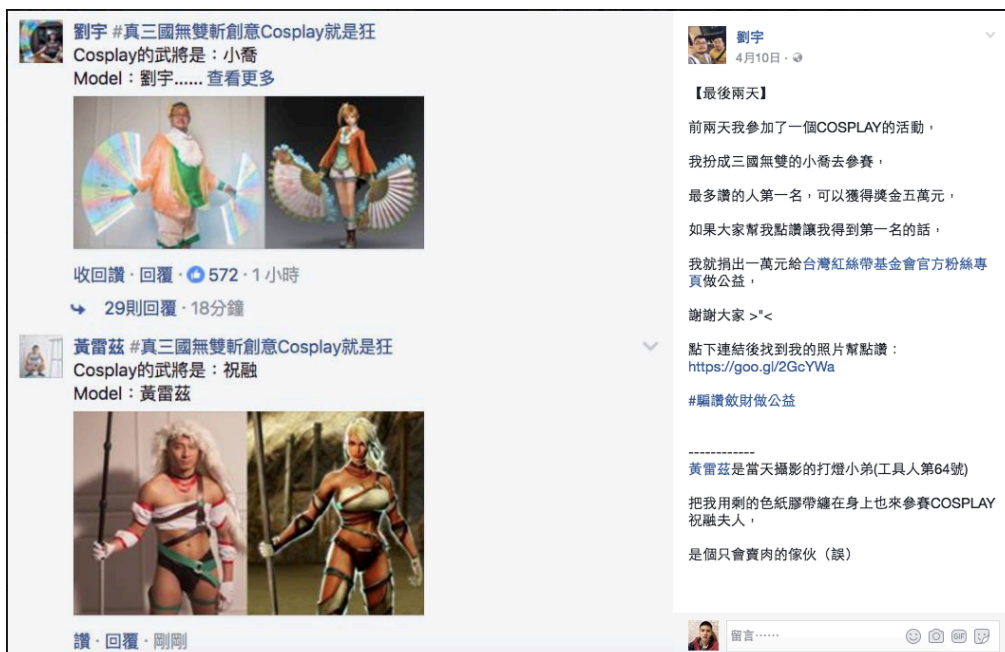 劉宇 #真三國無雙斬創意Cosplay就是狂
Cosplay的武將是：小喬
Model：劉宇...... 查看更多
收回讚 · 回覆 · 572 · 1 小時
29則回覆 · 18分鐘
黃雷茲 #真三國無雙斬創意Cosplay就是狂
Cosplay的武將是：祝融
Model：黃雷茲
讚 · 回覆 · 剛剛
劉宇
4月10日 ·
【最後兩天】
前兩天我參加了一個COSPLAY的活動，
我扮成三國無雙的小喬去參賽，
最多讚的人第一名，可以獲得獎金五萬元，
如果大家幫我點讚讓我得到第一名的話，
我就捐出一萬元給台灣紅絲帶基金會官方粉絲專
頁做公益，
謝謝大家 >"<
點下連結後找到我的照片幫點讚：
https://goo.gl/2GcYWa
#騙讚斂財做公益
------------
黃雷茲是當天攝影的打燈小弟(工具人第64號)
把我用剩的色紙膠帶纏在身上也來參賽COSPLAY
祝融夫人，
是個只會賣肉的傢伙（誤）
留言……
GIF